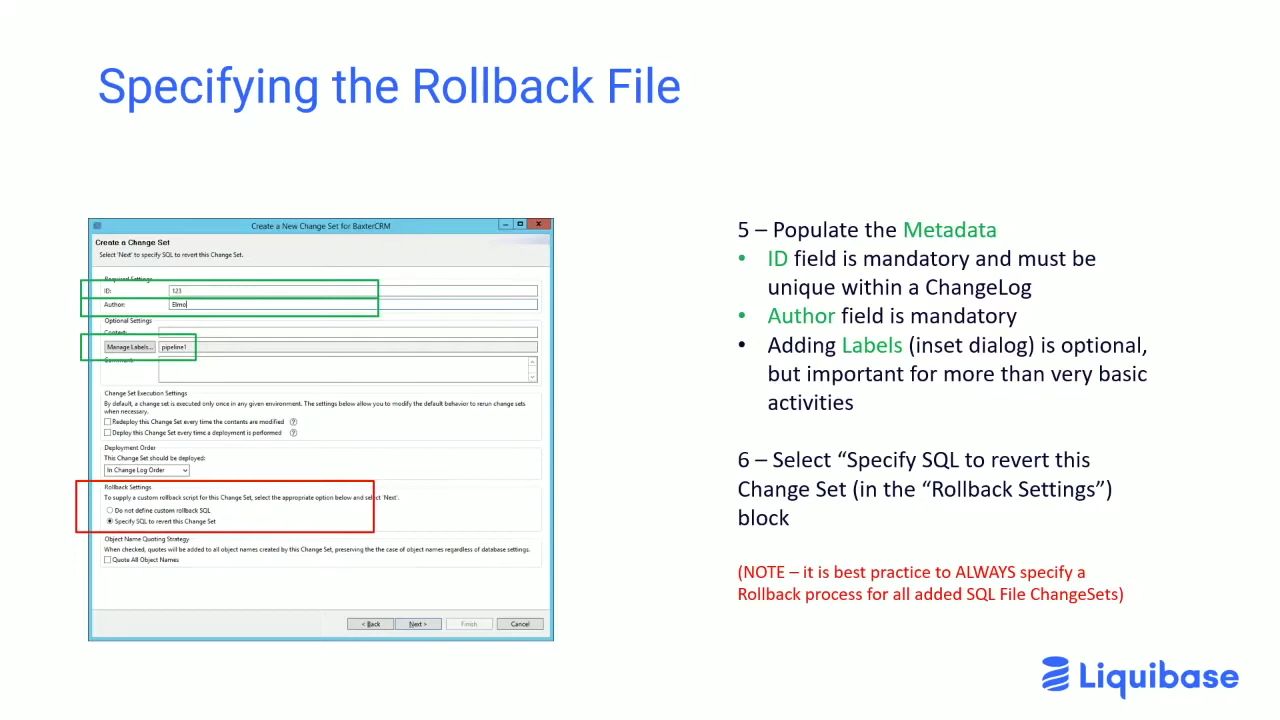 Specifying the Rollback File
Create a New Change Set for BaxterCRM
Create a Change Set
Select 'Next' to specify SQL to revert this Change Set.
Required Settings
ID:
123
Author:
Elmo
Optional Settings
Context:
Manage Labels...
pipeline1
Comment:
Change Set Execution Settings
By default, a change set is executed only once in any given environment. The settings below allow you to modify the default behavior to rerun change sets
when necessary.
Redeploy this Change Set every time the contents are modified
Deploy this Change Set every time a deployment is performed
Deployment Order
This Change Set should be deployed:
In Change Log Order
Rollback Settings
To supply a custom rollback script for this Change Set, select the appropriate option below and select 'Next'.
Do not define custom rollback SQL
Specify SQL to revert this Change Set
Object Name Quoting Strategy
When checked, quotes will be added to all object names created by this Change Set, preserving the the case of object names regardless of database settings.
Quote All Object Names
< Back
Next >
Finish
Cancel
5 – Populate the Metadata
• ID field is mandatory and must be
unique within a ChangeLog
• Author field is mandatory
• Adding Labels (inset dialog) is optional,
but important for more than very basic
activities
6 – Select “Specify SQL to revert this
Change Set (in the “Rollback Settings”)
block
(NOTE – it is best practice to ALWAYS specify a
Rollback process for all added SQL File ChangeSets)
Liquibase